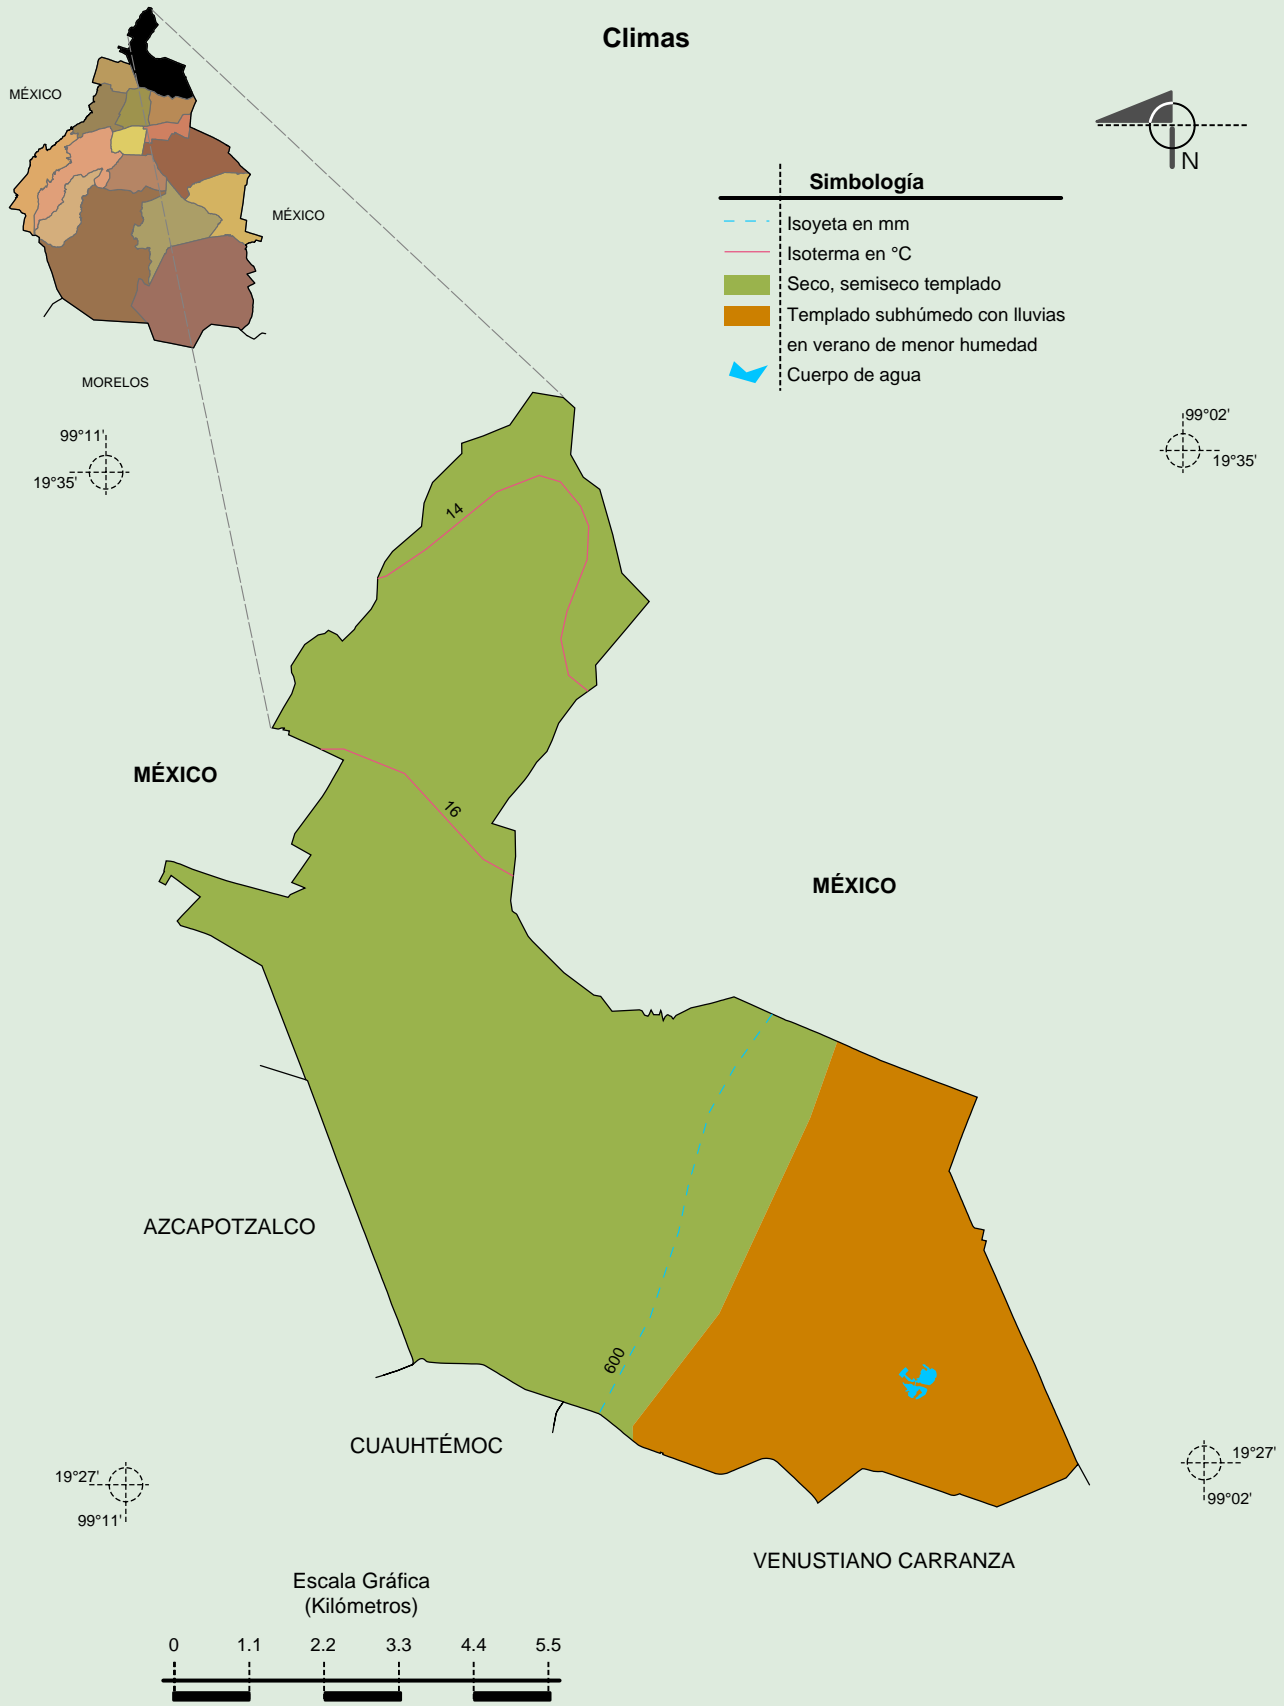 Climas
MÉXICO
MÉXICO
MORELOS
N
Simbología
Isoyeta en mm
Isoterma en °C
Seco, semiseco templado
Templado subhúmedo con lluvias
en verano de menor humedad
Cuerpo de agua
99°11'
19°35'
99°02'
19°35'
14
MÉXICO
16
MÉXICO
AZCAPOTZALCO
600
CUAUHTÉMOC
19°27'
99°11'
19°27'
99°02'
VENUSTIANO CARRANZA
Escala Gráfica
(Kilómetros)
0 1.1 2.2 3.3 4.4 5.5